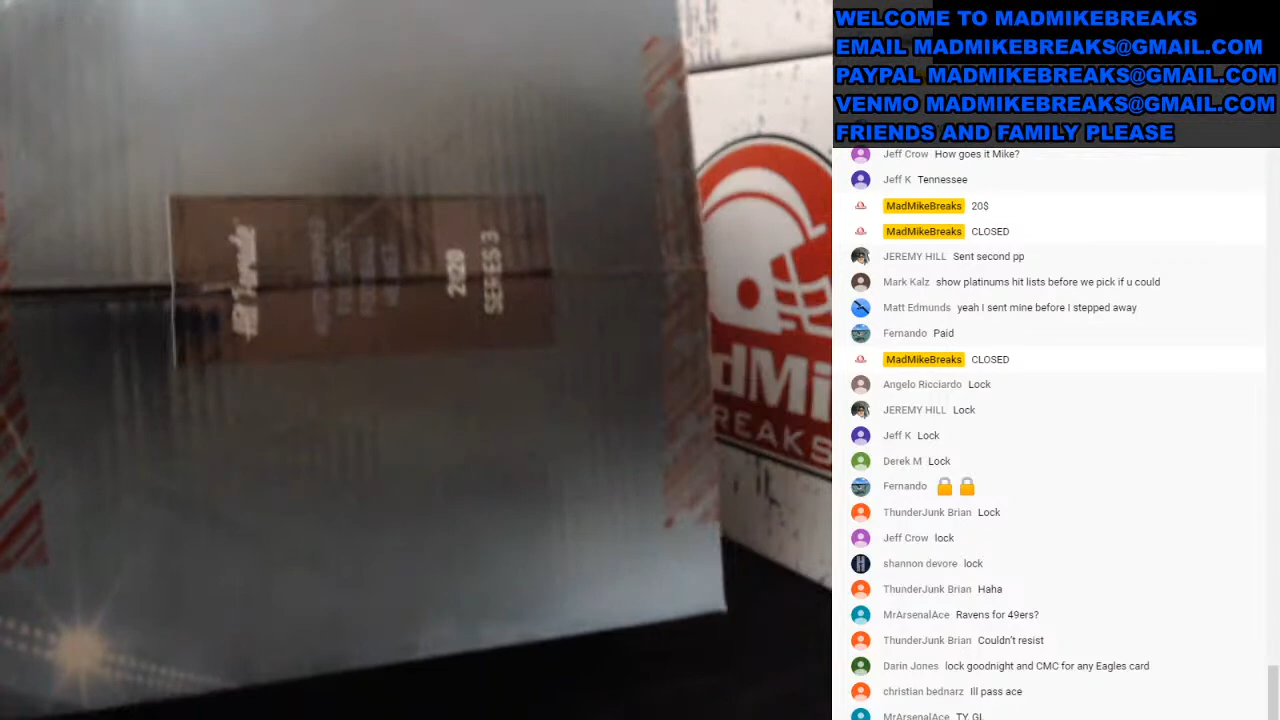 WELCOME TO MADMIKEBREAKS
EMAIL MADMIKEBREAKS@GMAIL.COM
PAYPAL MADMIKEBREAKS@GMAIL.COM
VENMO MADMIKEBREAKS@GMAIL.COM
FRIENDS AND FAMILY PLEASE
Jeff Crow How goes it Mike?
Jeff K Tennessee
MadMikeBreaks 20$
MadMikeBreaks CLOSED
JEREMY HILL Sent second pp
Mark Kalz show platinums hit lists before we pick if u could
Matt Edmunds yeah I sent mine before I stepped away
Fernando Paid
MadMikeBreaks CLOSED
Angelo Ricciardo Lock
JEREMY HILL Lock
Jeff K Lock
Derek M Lock
Fernando 🔒 🔒
ThunderJunk Brian Lock
Jeff Crow lock
shannon devore lock
ThunderJunk Brian Haha
MrArsenalAce Ravens for 49ers?
ThunderJunk Brian Couldn't resist
Darin Jones lock goodnight and CMC for any Eagles card
christian bednarz Ill pass ace
MrArsenalAce TY, GL
2020
SERIES 3
dMi
REAKS